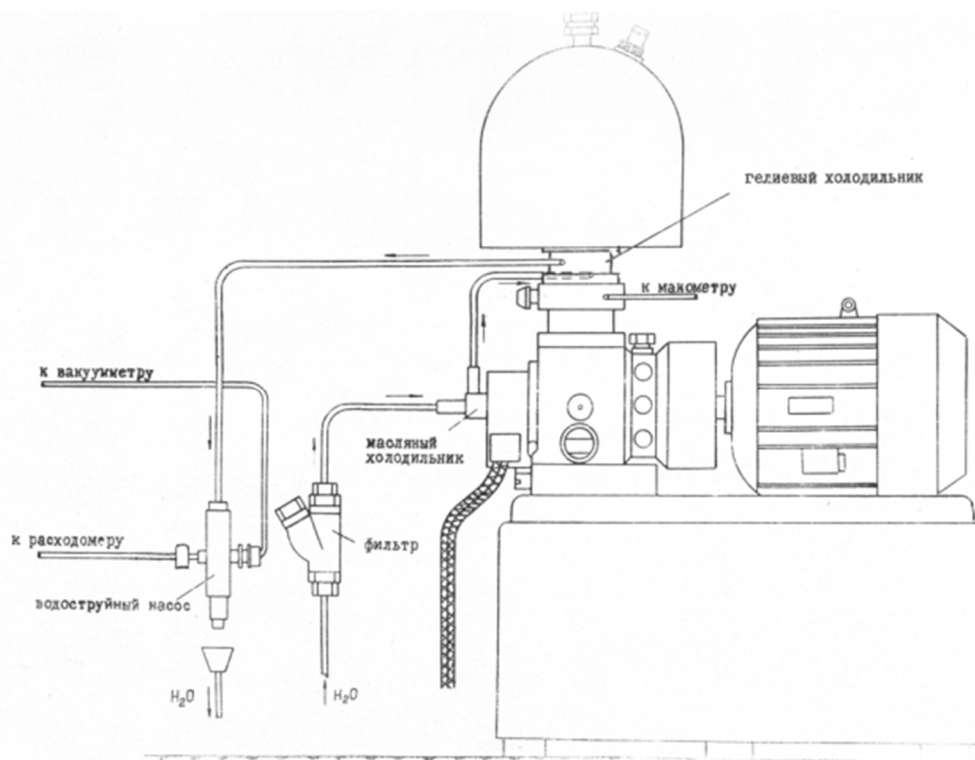 гелиевый холодильник
к манометру
к вакуумметру
масляный
холодильник
к расходомеру
фильтр
водоструйный насос
H₂O
H₂O